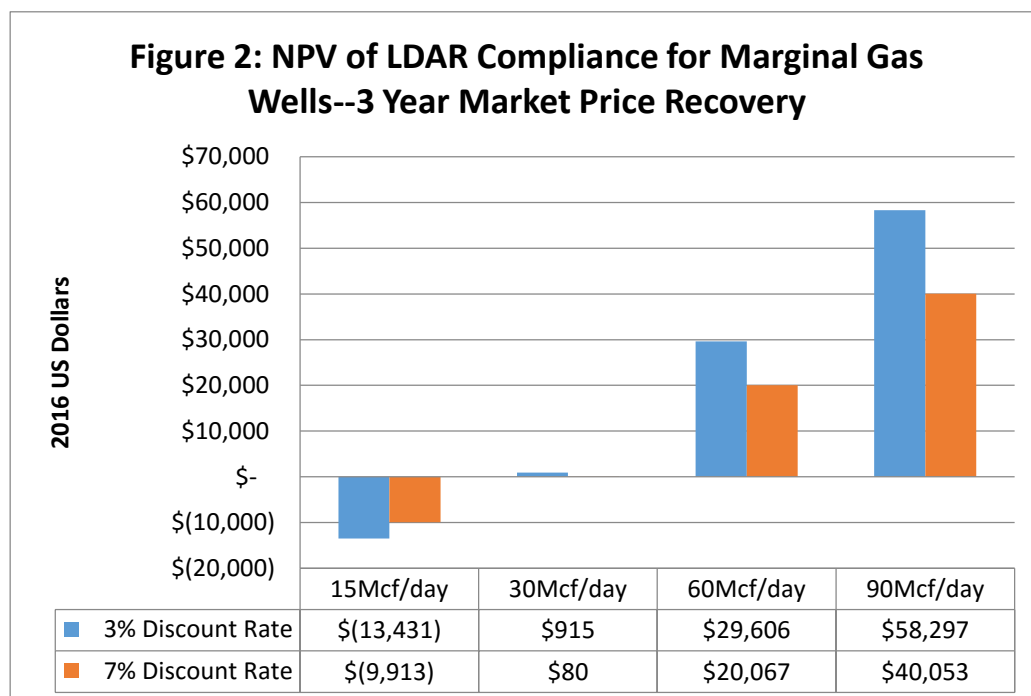 Figure 2: NPV of LDAR Compliance for Marginal Gas
Wells--3 Year Market Price Recovery
2016 US Dollars
$70,000
$60,000
$50,000
$40,000
$30,000
$20,000
$10,000
$-
$(10,000)
$(20,000)
15Mcf/day 30Mcf/day 60Mcf/day 90Mcf/day
3% Discount Rate $(13,431) $915 $29,606 $58,297
7% Discount Rate $(9,913) $80 $20,067 $40,053